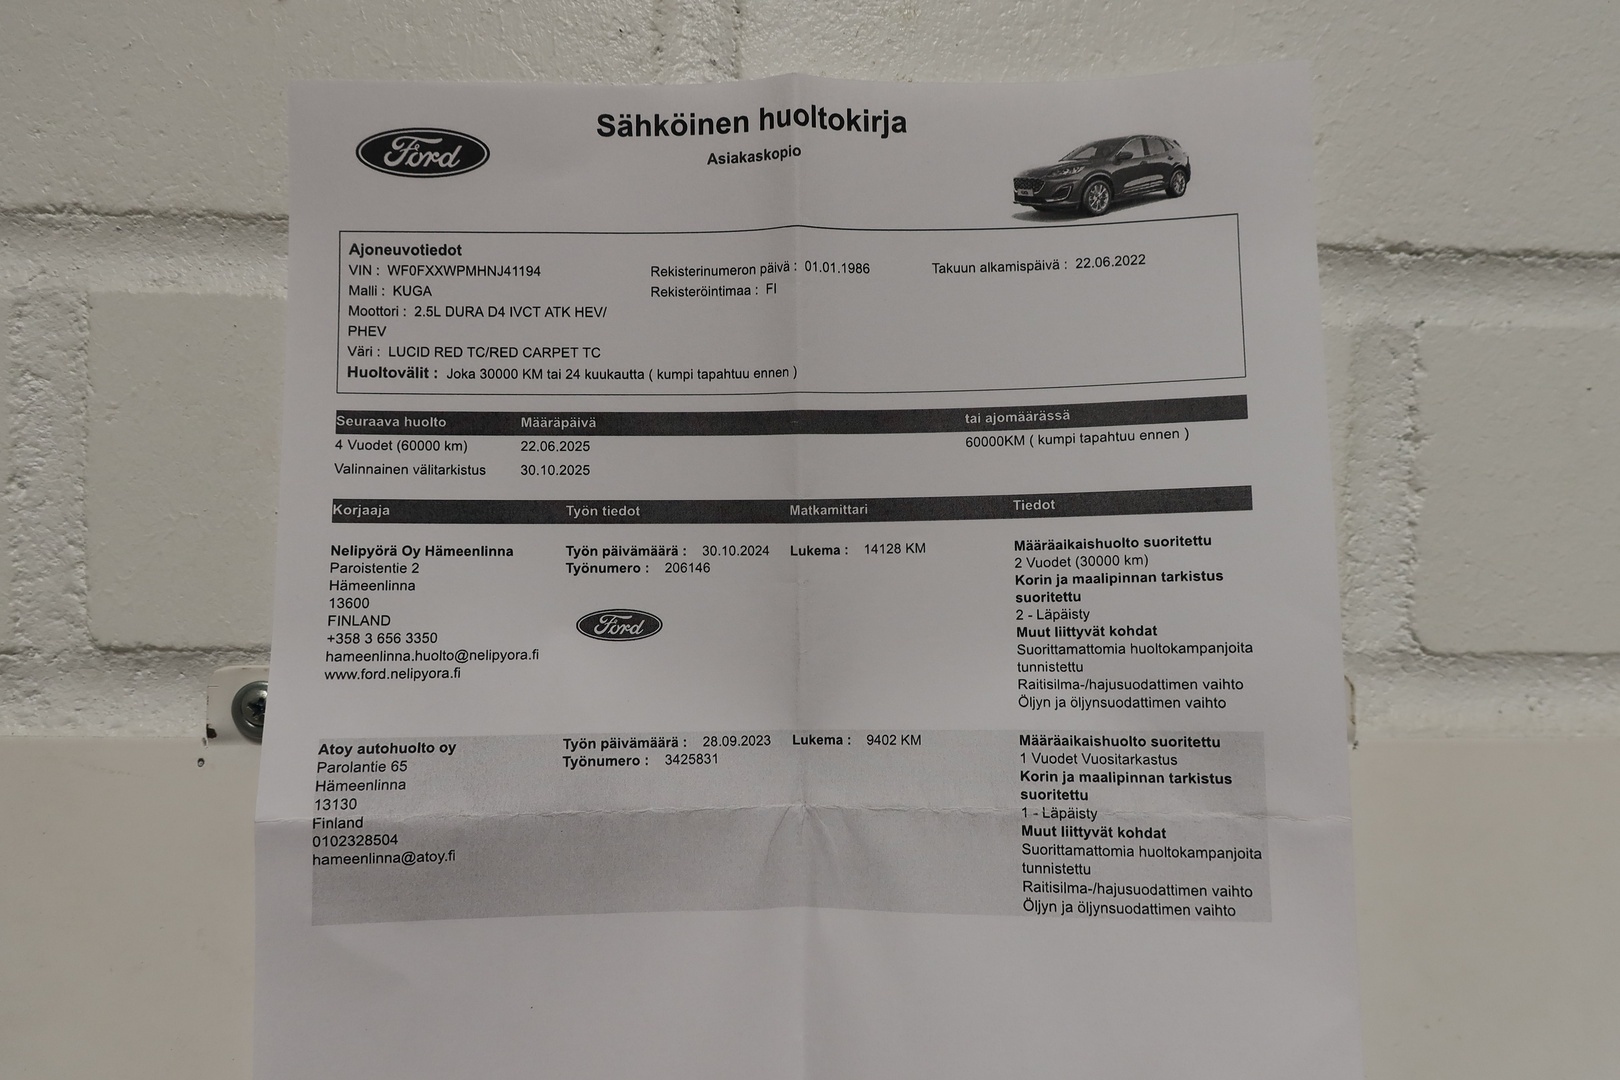 Ford
Sähköinen huoltokirja
Asiakaskopio
Ajoneuvotiedot
VIN : WF0FXXWPMHNJ41194
Rekisterinumeron päivä : 01.01.1986
Takuun alkamispäivä : 22.06.2022
Malli : KUGA
Rekisteröintimaa : FI
Moottori : 2.5L DURA D4 IVCT ATK HEV/
PHEV
Väri : LUCID RED TC/RED CARPET TC
Huoltovälit : Joka 30000 KM tai 24 kuukautta ( kumpi tapahtuu ennen )
Seuraava huolto Määräpäivä tai ajomäärässä
4 Vuodet (60000 km) 22.06.2025 60000KM ( kumpi tapahtuu ennen )
Valinnainen välitarkistus 30.10.2025
Korjaaja Työn tiedot Matkamittari Tiedot
Nelipyörä Oy Hämeenlinna
Paroistentie 2
Hämeenlinna
13600
FINLAND
+358 3 656 3350
hameenlinna.huolto@nelipyora.fi
www.ford.nelipyora.fi
Työn päivämäärä : 30.10.2024
Työnumero : 206146
Ford
Lukema : 14128 KM
Määräaikaishuolto suoritettu
2 Vuodet (30000 km)
Korin ja maalipinnan tarkistus
suoritettu
2 - Läpäisty
Muut liittyvät kohdat
Suorittamattomia huoltokampanjoita
tunnistettu
Raitisilma-/hajusuodattimen vaihto
Öljyn ja öljynsuodattimen vaihto
Atoy autohuolto oy
Parolantie 65
Hämeenlinna
13130
Finland
0102328504
hameenlinna@atoy.fi
Työn päivämäärä : 28.09.2023
Työnumero : 3425831
Lukema : 9402 KM
Määräaikaishuolto suoritettu
1 Vuodet Vuositarkastus
Korin ja maalipinnan tarkistus
suoritettu
1 - Läpäisty
Muut liittyvät kohdat
Suorittamattomia huoltokampanjoita
tunnistettu
Raitisilma-/hajusuodattimen vaihto
Öljyn ja öljynsuodattimen vaihto